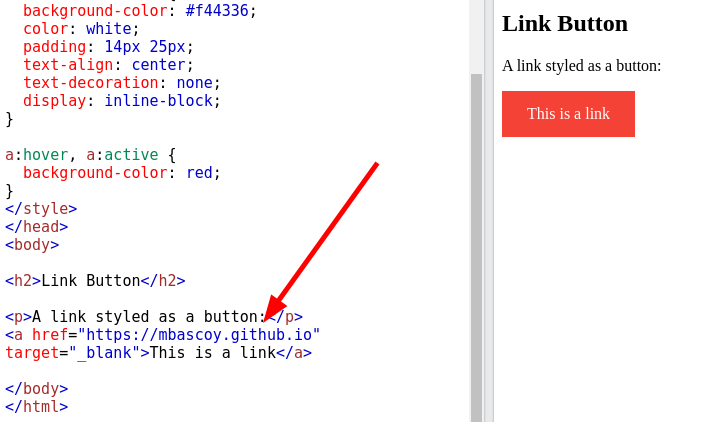 background-color: #f44336;
color: white;
padding: 14px 25px;
text-align: center;
text-decoration: none;
display: inline-block;
}
a:hover, a:active {
background-color: red;
}
</style>
</head>
<body>
<h2>Link Button</h2>
<p>A link styled as a button:</p>
<a href="https://mbascoy.github.io"
target="_blank">This is a link</a>
</body>
</html>
Link Button
A link styled as a button:
This is a link